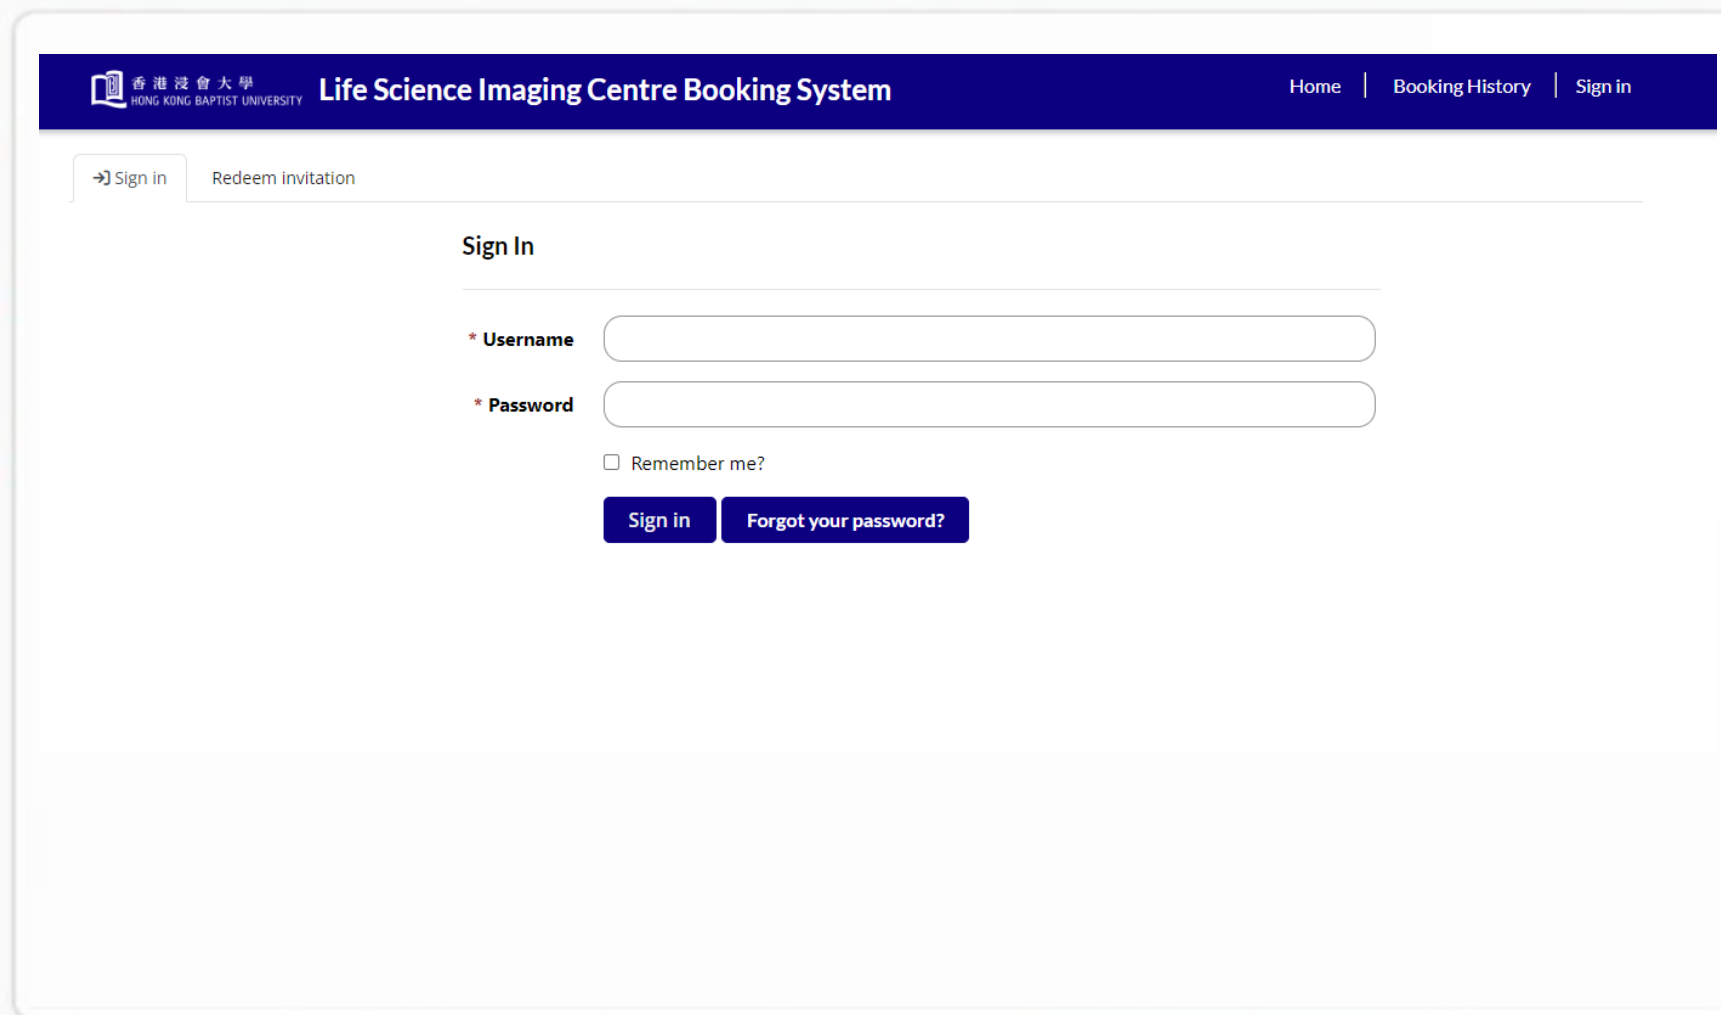 香港浸會大學
HONG KONG BAPTIST UNIVERSITY
Life Science Imaging Centre Booking System
Home
Booking History
Sign in
Sign in
Redeem invitation
Sign In
* Username
* Password
Remember me?
Sign in
Forgot your password?